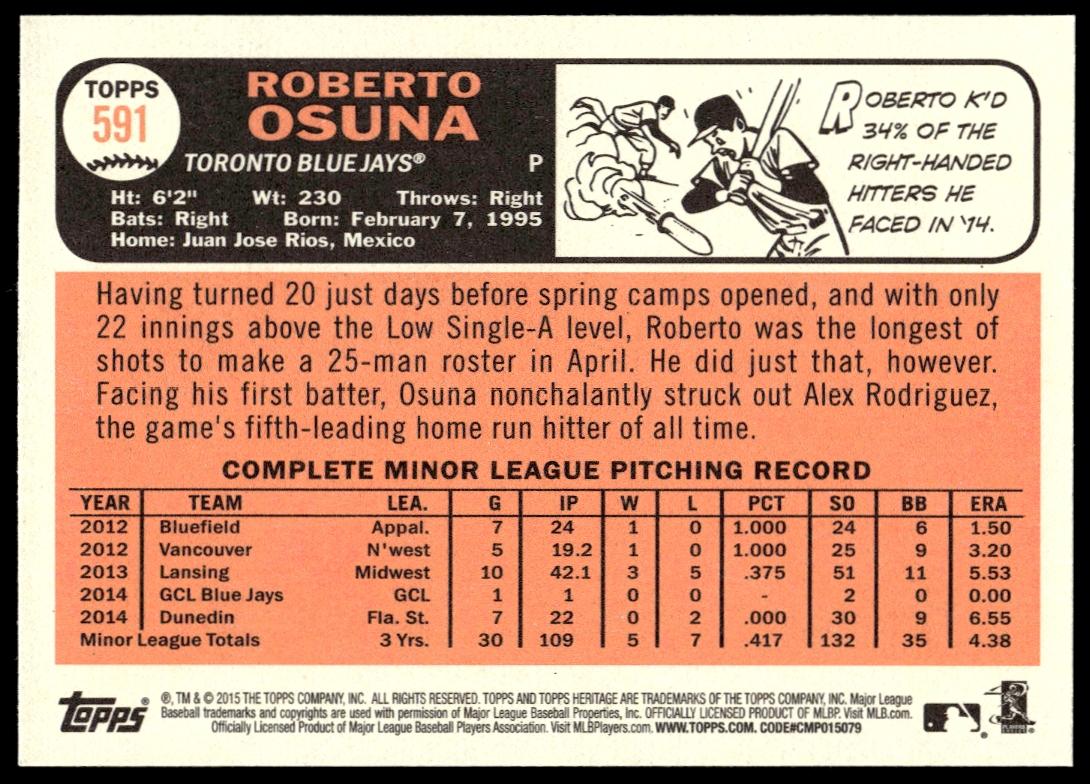 TOPPS
591
ROBERTO
OSUNA
TORONTO BLUE JAYS® P
Ht: 6'2" Wt: 230 Throws: Right
Bats: Right Born: February 7, 1995
Home: Juan Jose Rios, Mexico
ROBERTO K'D
34% OF THE
RIGHT-HANDED
HITTERS HE
FACED IN '14.
Having turned 20 just days before spring camps opened, and with only
22 innings above the Low Single-A level, Roberto was the longest of
shots to make a 25-man roster in April. He did just that, however.
Facing his first batter, Osuna nonchalantly struck out Alex Rodriguez,
the game's fifth-leading home run hitter of all time.
COMPLETE MINOR LEAGUE PITCHING RECORD
YEAR TEAM LEA. G IP W L PCT SO BB ERA
2012 Bluefield Appal. 7 24 1 0 1.000 24 6 1.50
2012 Vancouver N'west 5 19.2 1 0 1.000 25 9 3.20
2013 Lansing Midwest 10 42.1 3 5 .375 51 11 5.53
2014 GCL Blue Jays GCL 1 1 0 0 - 2 0 0.00
2014 Dunedin Fla. St. 7 22 0 2 .000 30 9 6.55
Minor League Totals 3 Yrs. 30 109 5 7 .417 132 35 4.38
Topps®
®, TM & © 2015 THE TOPPS COMPANY, INC. ALL RIGHTS RESERVED. TOPPS AND TOPPS HERITAGE ARE TRADEMARKS OF THE TOPPS COMPANY, INC. Major League
Baseball trademarks and copyrights are used with permission of Major League Baseball Properties, Inc. OFFICIALLY LICENSED PRODUCT OF MLBP. Visit MLB.com.
Officially Licensed Product of Major League Baseball Players Association. Visit MLBPlayers.com. WWW.TOPPS.COM. CODE#CMP015079